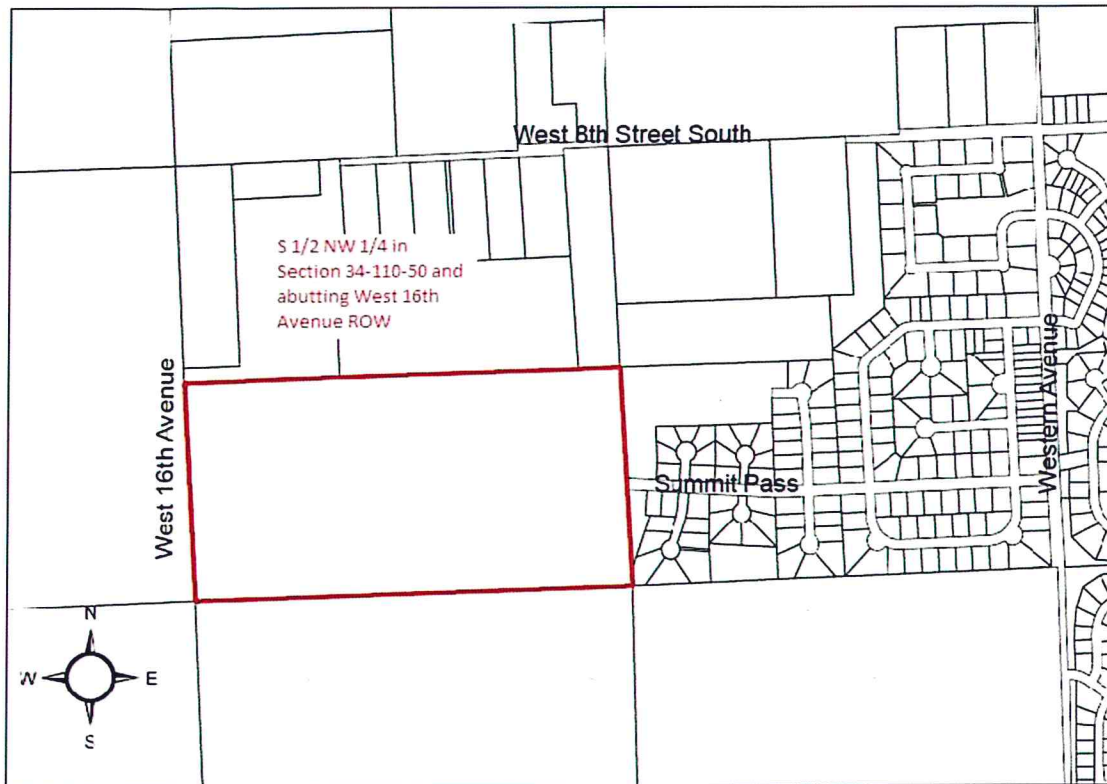 West 8th Street South
S 1/2 NW 1/4 in
Section 34-110-50 and
abutting West 16th
Avenue ROW
West 16th Avenue
Western Avenue
Summit Pass
N
W
E
S